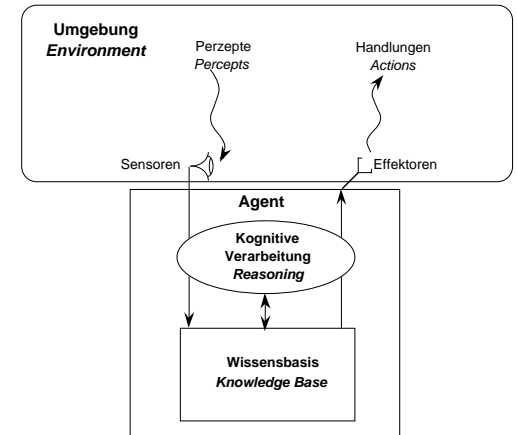 Umgebung
Environment
Perzepte
Percepts
Handlungen
Actions
Sensoren
Effektoren
Agent
Kognitive
Verarbeitung
Reasoning
Wissensbasis
Knowledge Base